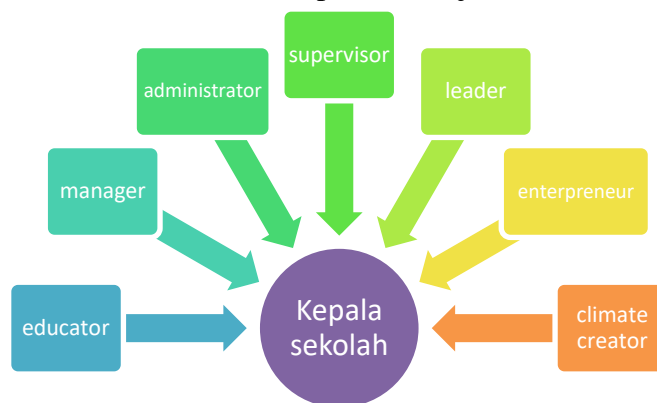 supervisor
administrator
leader
manager
enterpreneur
educator
Kepala
sekolah
climate
creator